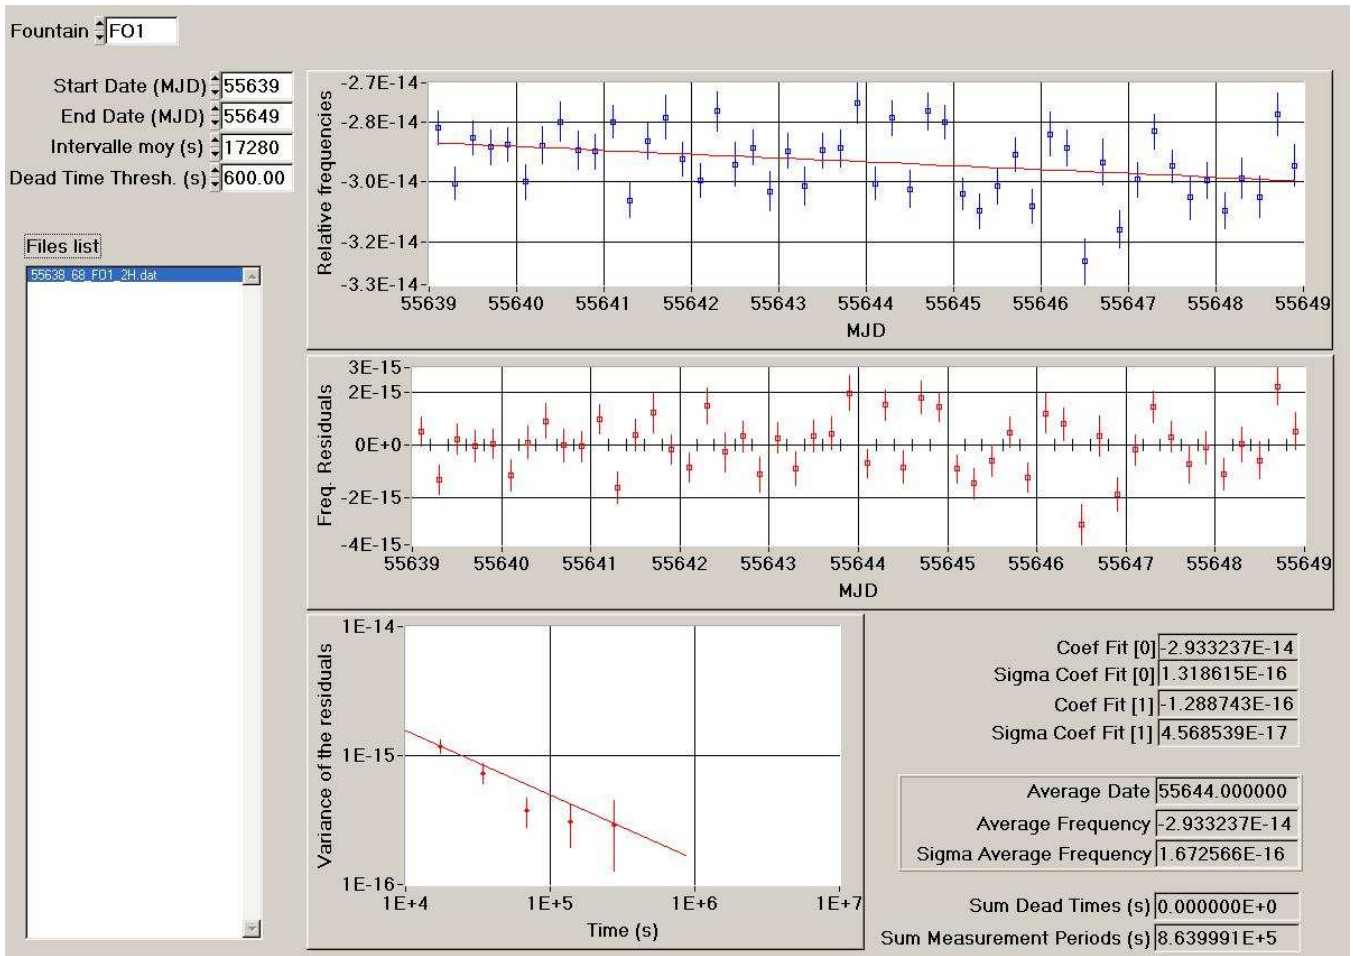 Fountain FO1
Start Date (MJD) 55639
End Date (MJD) 55649
Intervalle moy (s) 17280
Dead Time Thresh. (s) 600.00
Files list
55638_68_FO1_2H.dat
Relative frequencies
-2.7E-14
-2.8E-14
-3.0E-14
-3.2E-14
-3.3E-14
55639 55640 55641 55642 55643 55644 55645 55646 55647 55648 55649
MJD
Freq. Residuals
3E-15
2E-15
0E+0
-2E-15
-4E-15
55639 55640 55641 55642 55643 55644 55645 55646 55647 55648 55649
MJD
Variance of the residuals
1E-14
1E-15
1E-16
1E+4 1E+5 1E+6 1E+7
Time (s)
Coef Fit [0] -2.933237E-14
Sigma Coef Fit [0] 1.318615E-16
Coef Fit [1] -1.288743E-16
Sigma Coef Fit [1] 4.568539E-17
Average Date 55644.000000
Average Frequency -2.933237E-14
Sigma Average Frequency 1.672566E-16
Sum Dead Times (s) 0.000000E+0
Sum Measurement Periods (s) 8.639991E+5